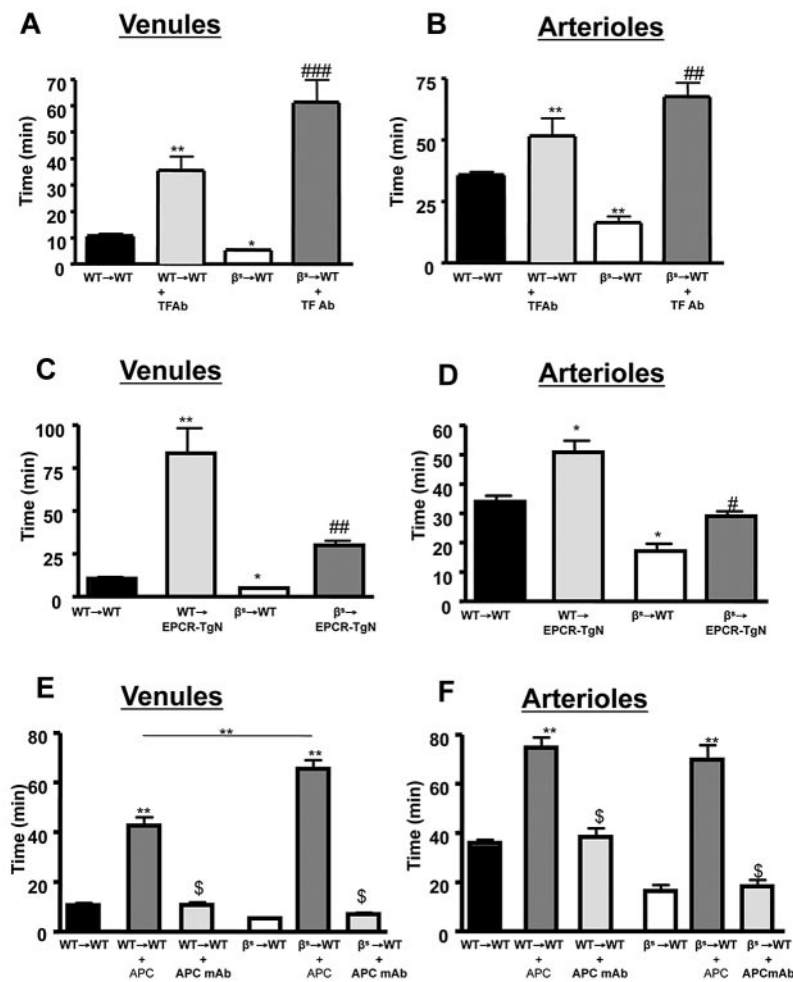 A Venules
Time (min)
70
60
50
40
30
20
10
0
**
*
###
WT→WT
WT→WT
+
TFAb
βˢ→WT
βˢ→WT
+
TF Ab
B Arterioles
Time (min)
75
50
25
0
**
**
##
WT→WT
WT→WT
+
TFAb
βˢ→WT
βˢ→WT
+
TF Ab
C Venules
Time (min)
100
75
50
25
0
**
*
##
WT→WT
WT→
EPCR-TgN
βˢ→WT
βˢ→
EPCR-TgN
D Arterioles
Time (min)
60
50
40
30
20
10
0
*
*
#
WT→WT
WT→
EPCR-TgN
βˢ→WT
βˢ→
EPCR-TgN
E Venules
Time (min)
80
60
40
20
0
**
**
$
**
$
WT→WT
WT→WT
+
APC
WT→WT
+
APC mAb
βˢ→WT
βˢ→WT
+
APC
βˢ→WT
+
APC mAb
F Arterioles
Time (min)
80
60
40
20
0
**
$
**
$
WT→WT
WT→WT
+
APC
WT→WT
+
APC mAb
βˢ→WT
βˢ→WT
+
APC
βˢ→WT
+
APCmAb